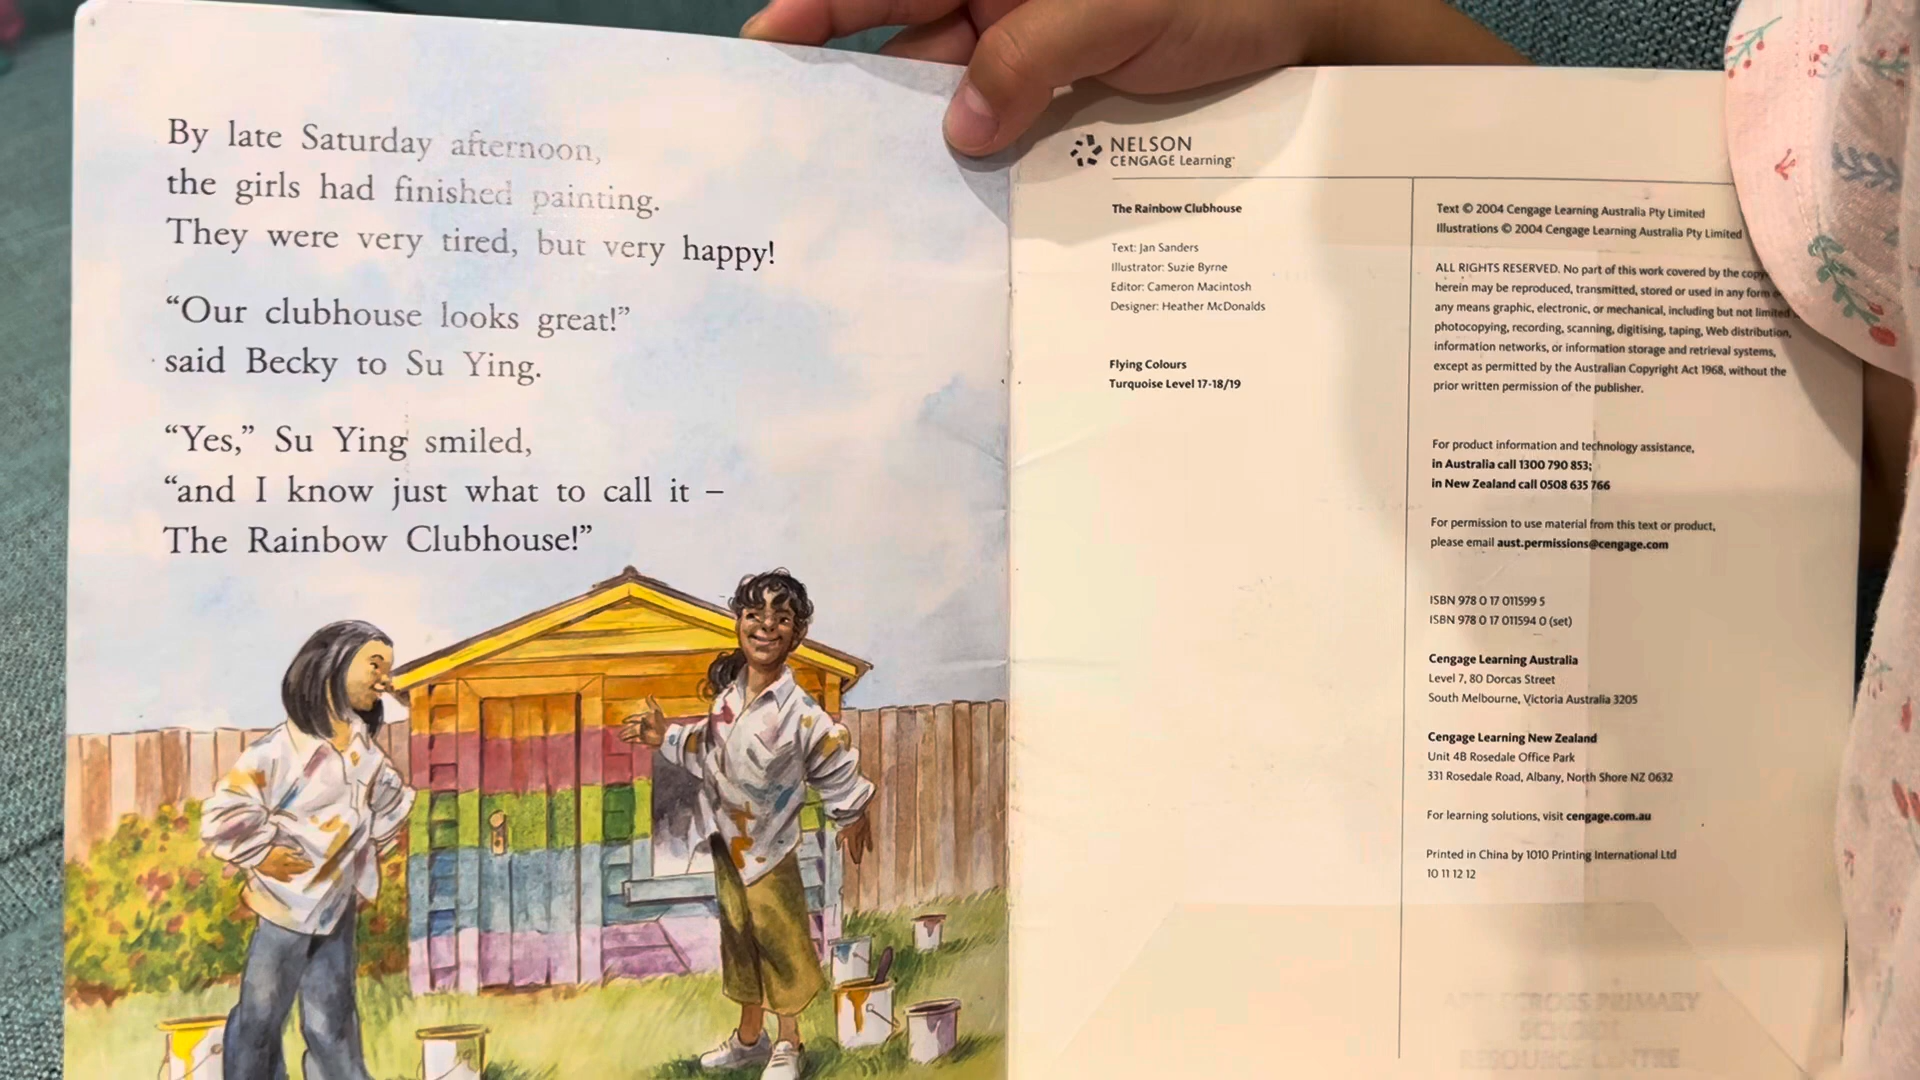 By late Saturday afternoon,
the girls had finished painting.
They were very tired, but very happy!
“Our clubhouse looks great!”
said Becky to Su Ying.
“Yes,” Su Ying smiled,
“and I know just what to call it –
The Rainbow Clubhouse!”
NELSON
CENGAGE Learning™
The Rainbow Clubhouse
Text: Jan Sanders
Illustrator: Suzie Byrne
Editor: Cameron Macintosh
Designer: Heather McDonalds
Flying Colours
Turquoise Level 17-18/19
Text © 2004 Cengage Learning Australia Pty Limited
Illustrations © 2004 Cengage Learning Australia Pty Limited
ALL RIGHTS RESERVED. No part of this work covered by the
herein may be reproduced, transmitted, stored or used in any form
any means graphic, electronic, or mechanical, including but not limited
photocopying, recording, scanning, digitising, taping, Web distribution,
information networks, or information storage and retrieval systems,
except as permitted by the Australian Copyright Act 1968, without the
prior written permission of the publisher.
For product information and technology assistance,
in Australia call 1300 790 853;
in New Zealand call 0508 635 766
For permission to use material from this text or product,
please email aust.permissions@cengage.com
ISBN 978 0 17 011599 5
ISBN 978 0 17 011594 0 (set)
Cengage Learning Australia
Level 7, 80 Dorcas Street
South Melbourne, Victoria Australia 3205
Cengage Learning New Zealand
Unit 4B Rosedale Office Park
331 Rosedale Road, Albany, North Shore NZ 0632
For learning solutions, visit cengage.com.au
Printed in China by 1010 Printing International Ltd
10 11 12 12
PRIMARY
SCHOOL
RESOURCE CENTRE